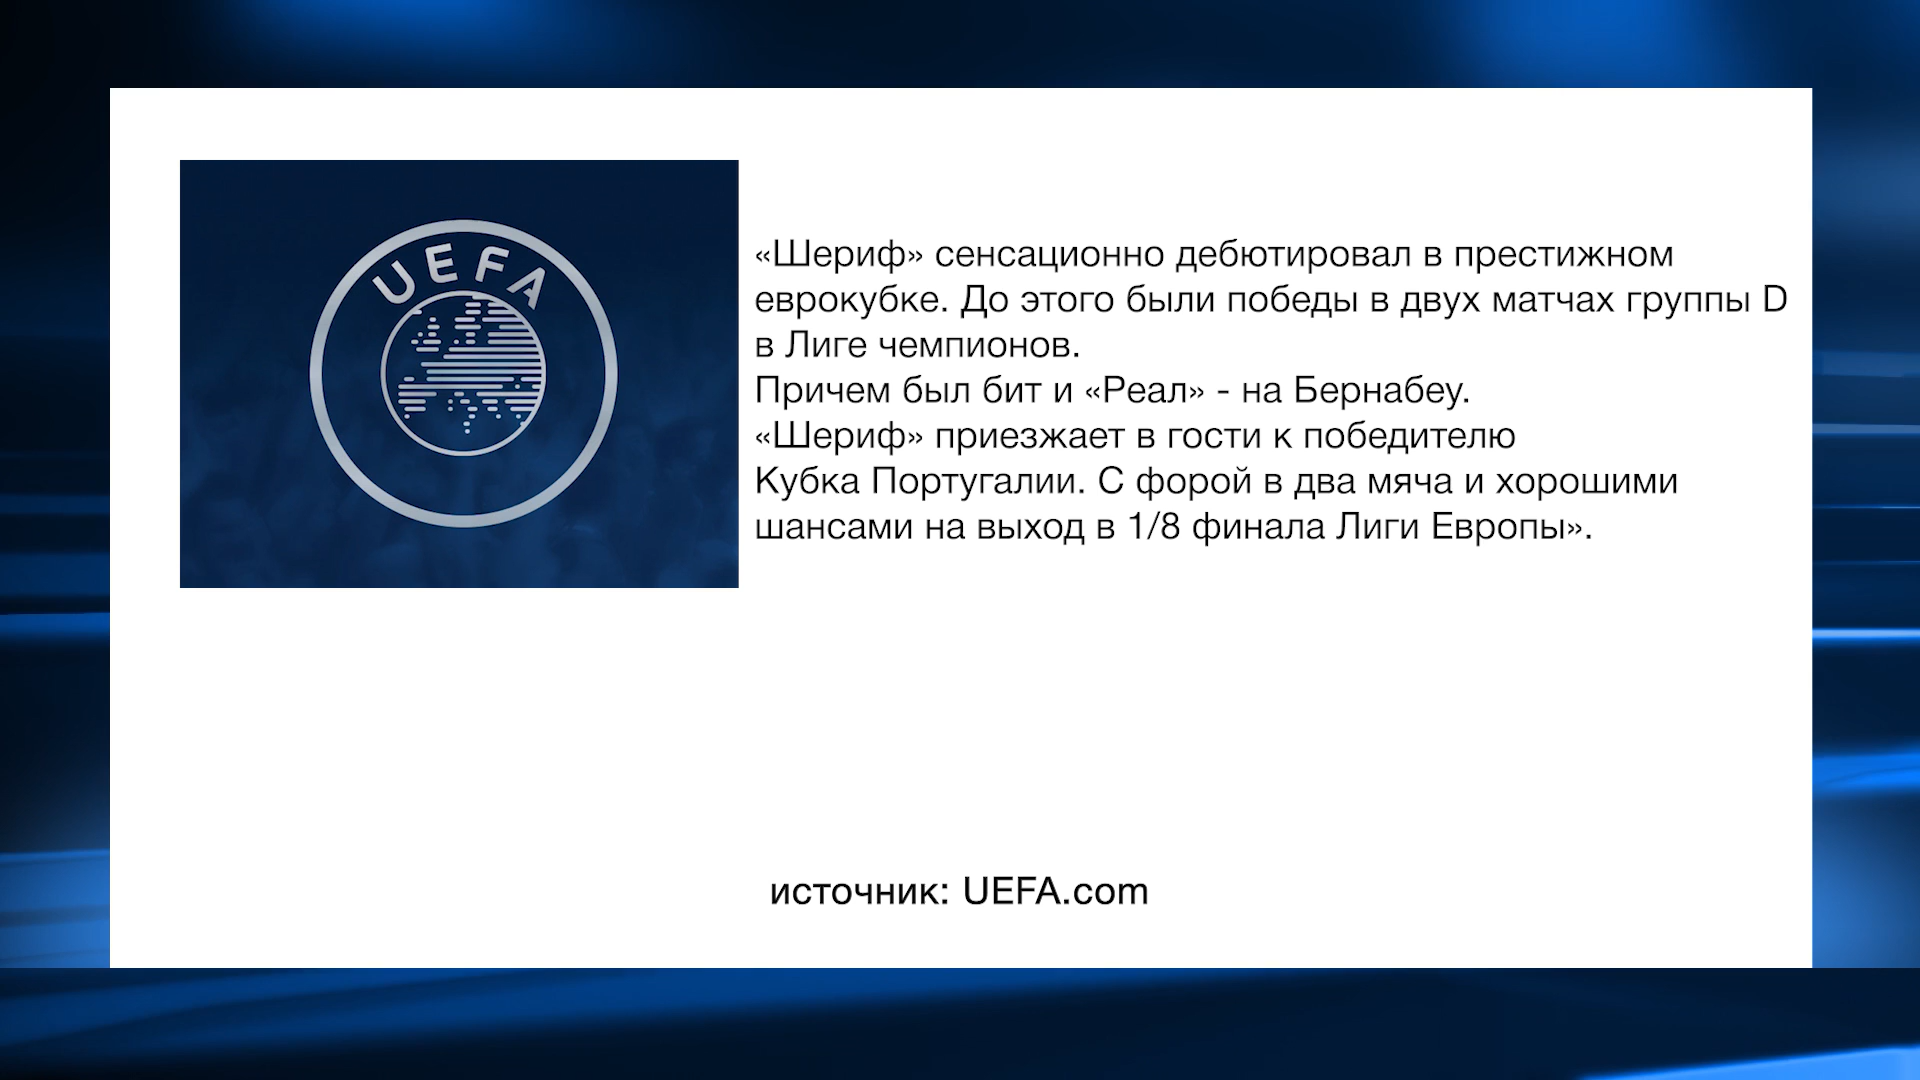 UEFA
«Шериф» сенсационно дебютировал в престижном
еврокубке. До этого были победы в двух матчах группы D
в Лиге чемпионов.
Причем был бит и «Реал» - на Бернабеу.
«Шериф» приезжает в гости к победителю
Кубка Португалии. С форой в два мяча и хорошими
шансами на выход в 1/8 финала Лиги Европы».
источник: UEFA.com